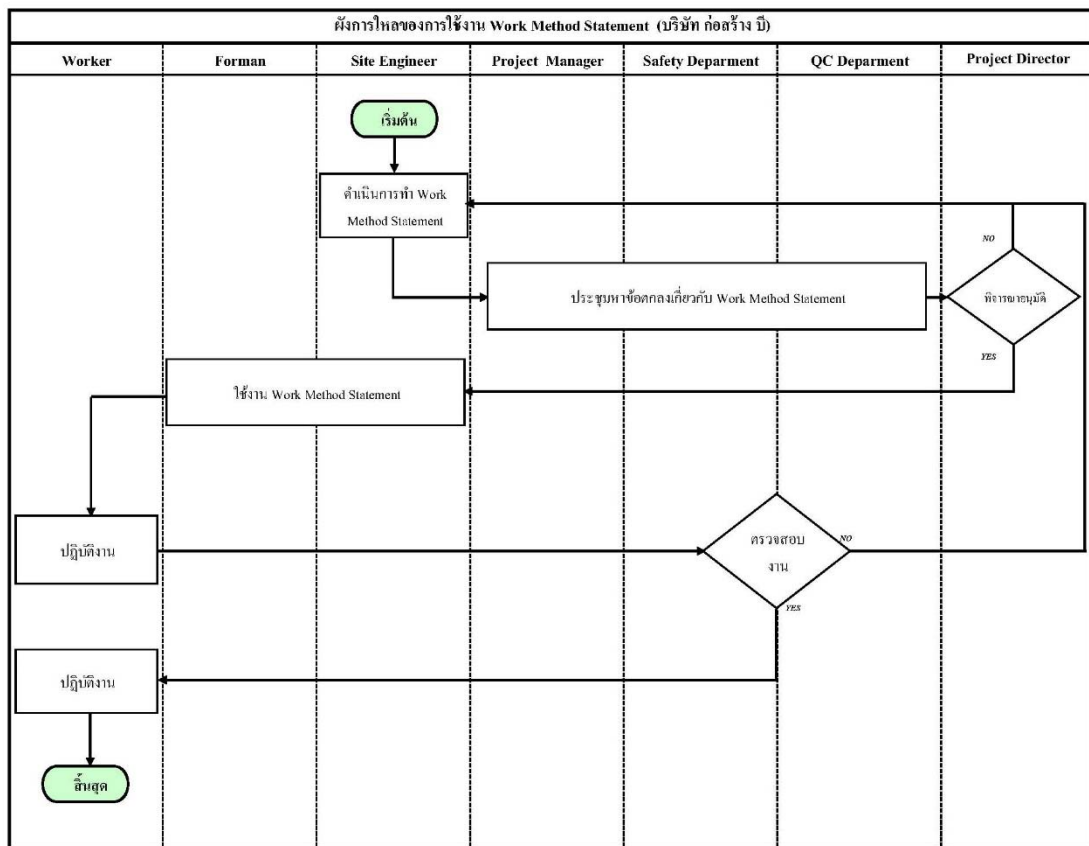 ผังการไหลของการใช้งาน Work Method Statement (บริษัท ก่อสร้าง บี)
Worker Forman Site Engineer Project Manager Safety Deparment QC Deparment Project Director
เริ่มต้น
ดำเนินการทำ Work
Method Statement
NO
ประชุมหาข้อตกลงเกี่ยวกับ Work Method Statement
พิจารณาอนุมัติ
YES
ใช้งาน Work Method Statement
ปฏิบัติงาน
ตรวจสอบ
งาน
NO
YES
ปฏิบัติงาน
สิ้นสุด